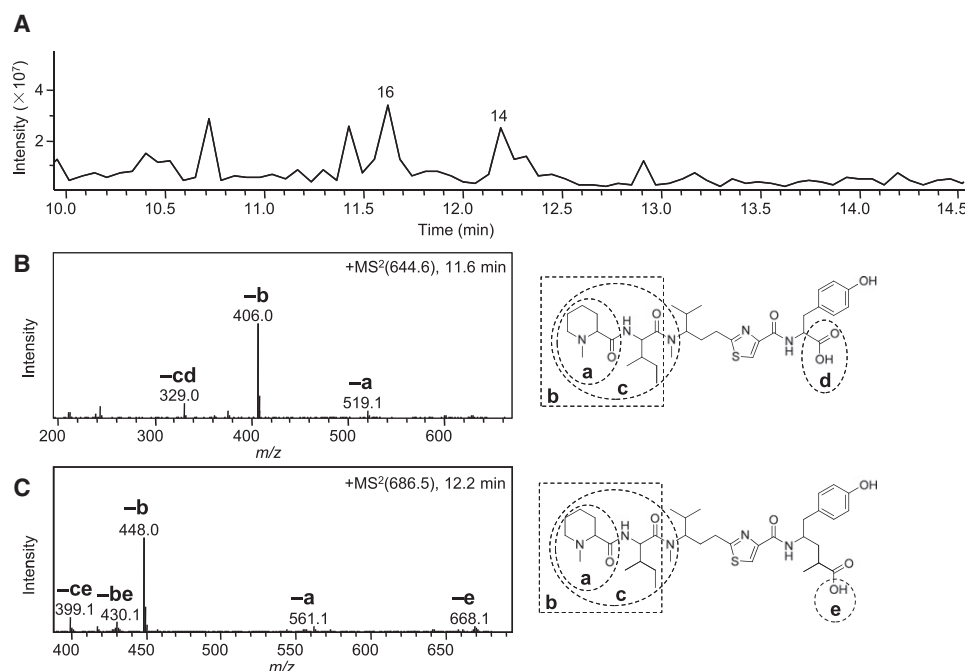 A
Intensity (×10⁷)
4
2
16
14
10.0 10.5 11.0 11.5 12.0 12.5 13.0 13.5 14.0 14.5
Time (min)
B
Intensity
+MS²(644.6), 11.6 min
–b
406.0
–cd
329.0
–a
519.1
200 300 400 500 600
m/z
OH
H
N
O
N
O
N
S
O
N
H
O
OH
a
b
c
d
C
Intensity
+MS²(686.5), 12.2 min
–b
448.0
–ce
399.1
–be
430.1
–a
561.1
–e
668.1
400 450 500 550 600 650
m/z
OH
H
N
O
N
O
N
S
O
N
H
O
OH
a
b
c
e